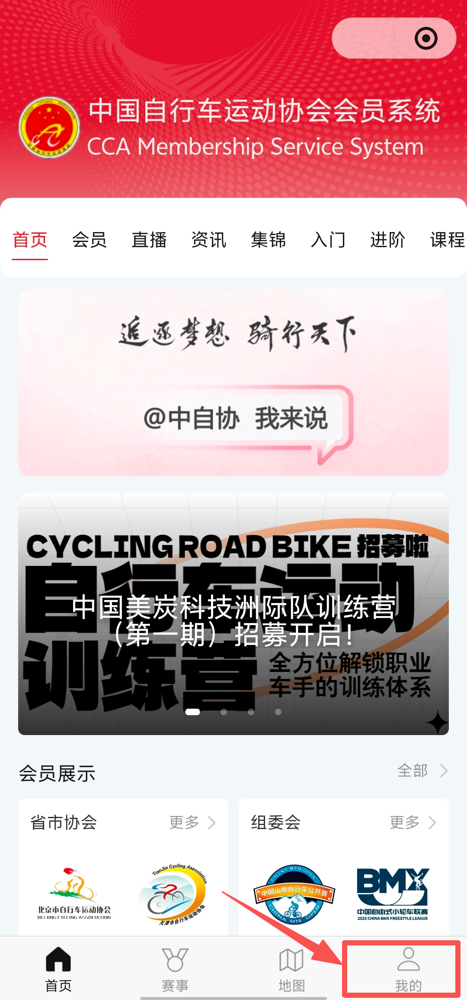 中国自行车运动协会会员系统
CCA Membership Service System
首页 会员 直播 资讯 集锦 入门 进阶 课程
追逐梦想 骑行天下
@中自协 我来说
CYCLING ROAD BIKE 招募啦
自行车运动
中国美炭科技洲际队训练营
（第一期）招募开启！
训练营
全方位解锁职业
车手的训练体系
会员展示
全部
省市协会 更多
组委会 更多
北京市自行车运动协会
BEIJING CYCLING ASSOCIATION
TianJin Cycling Association
天津市自行车运动协会
CHINA MTB OPEN
中国山地自行车公开赛
CHINA MTB OPEN
BMX
中国自由式小轮车联赛
2025 CHINA BMX FREESTYLE LEAGUE
首页 赛事 地图 我的